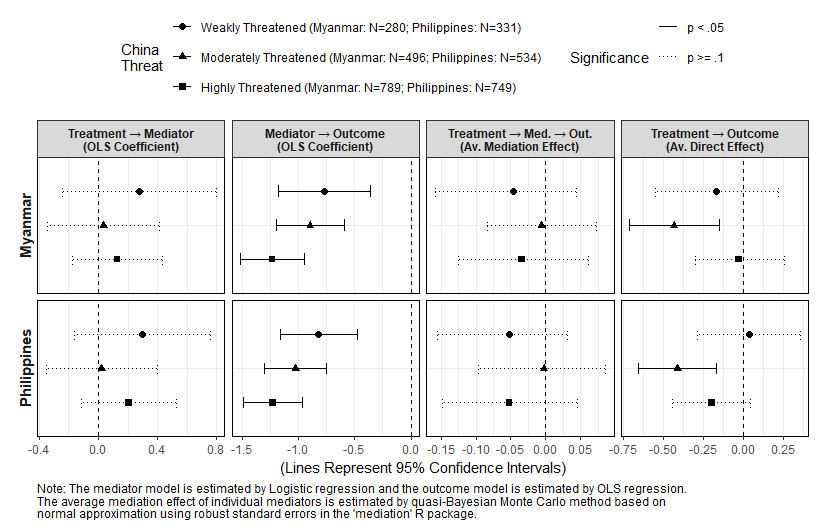 China
Threat
Weakly Threatened (Myanmar: N=280; Philippines: N=331)
Moderately Threatened (Myanmar: N=496; Philippines: N=534)
Highly Threatened (Myanmar: N=789; Philippines: N=749)
Significance
p < .05
p >= .1
Treatment → Mediator
(OLS Coefficient)
Mediator → Outcome
(OLS Coefficient)
Treatment → Med. → Out.
(Av. Mediation Effect)
Treatment → Outcome
(Av. Direct Effect)
Myanmar
Philippines
-0.4 0.0 0.4 0.8
-1.5 -1.0 -0.5 0.0
-0.15 -0.10 -0.05 0.00 0.05
-0.75 -0.50 -0.25 0.00 0.25
(Lines Represent 95% Confidence Intervals)
Note: The mediator model is estimated by Logistic regression and the outcome model is estimated by OLS regression.
The average mediation effect of individual mediators is estimated by quasi-Bayesian Monte Carlo method based on
normal approximation using robust standard errors in the 'mediation' R package.